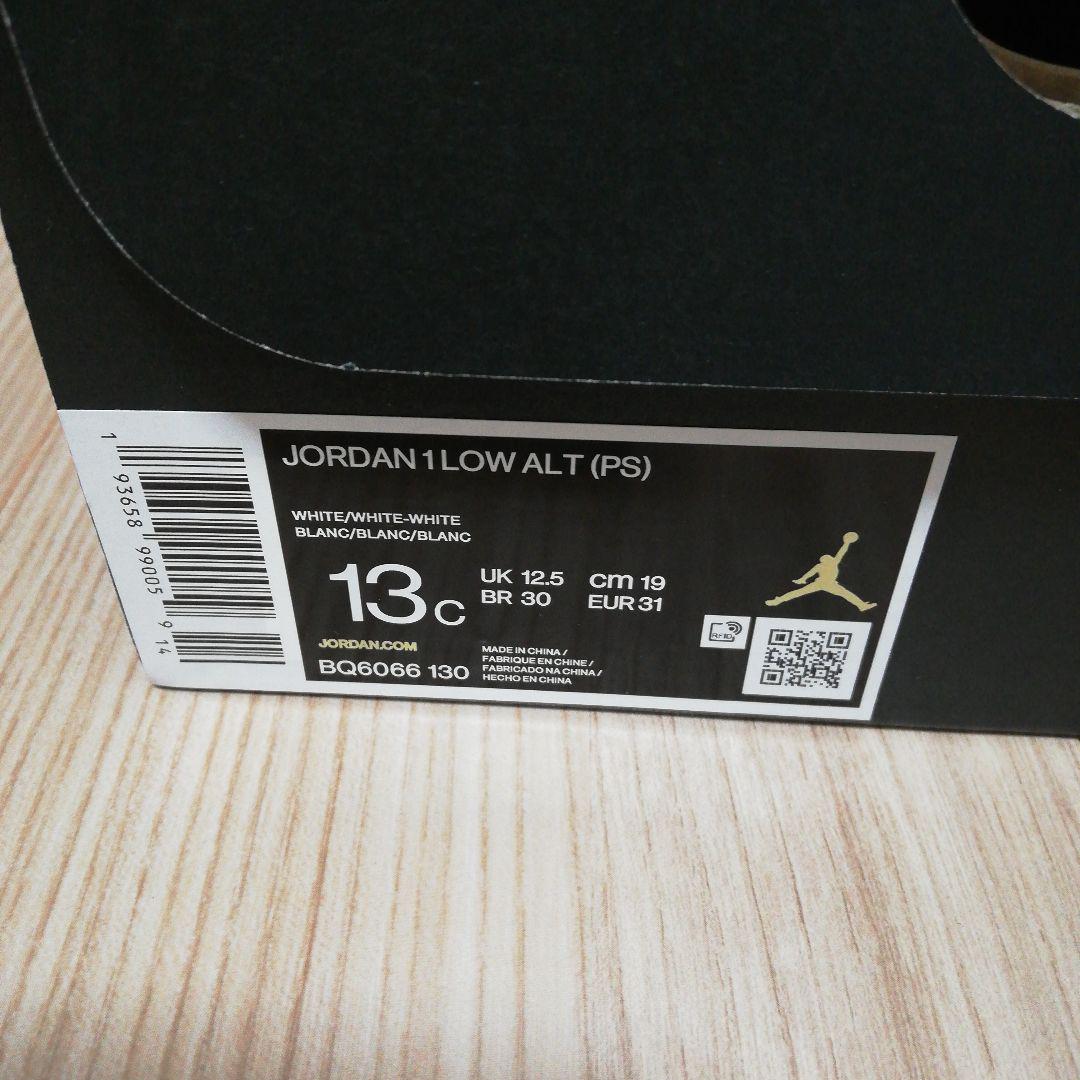 JORDAN 1 LOW ALT (PS)
WHITE/WHITE-WHITE
BLANC/BLANC/BLANC
13 C
UK 12.5 cm 19
BR 30 EUR 31
JORDAN.COM
BQ6066 130
MADE IN CHINA /
FABRIQUE EN CHINE /
FABRICADO NA CHINA /
HECHO EN CHINA
RFID
1 93658 99005 9 14